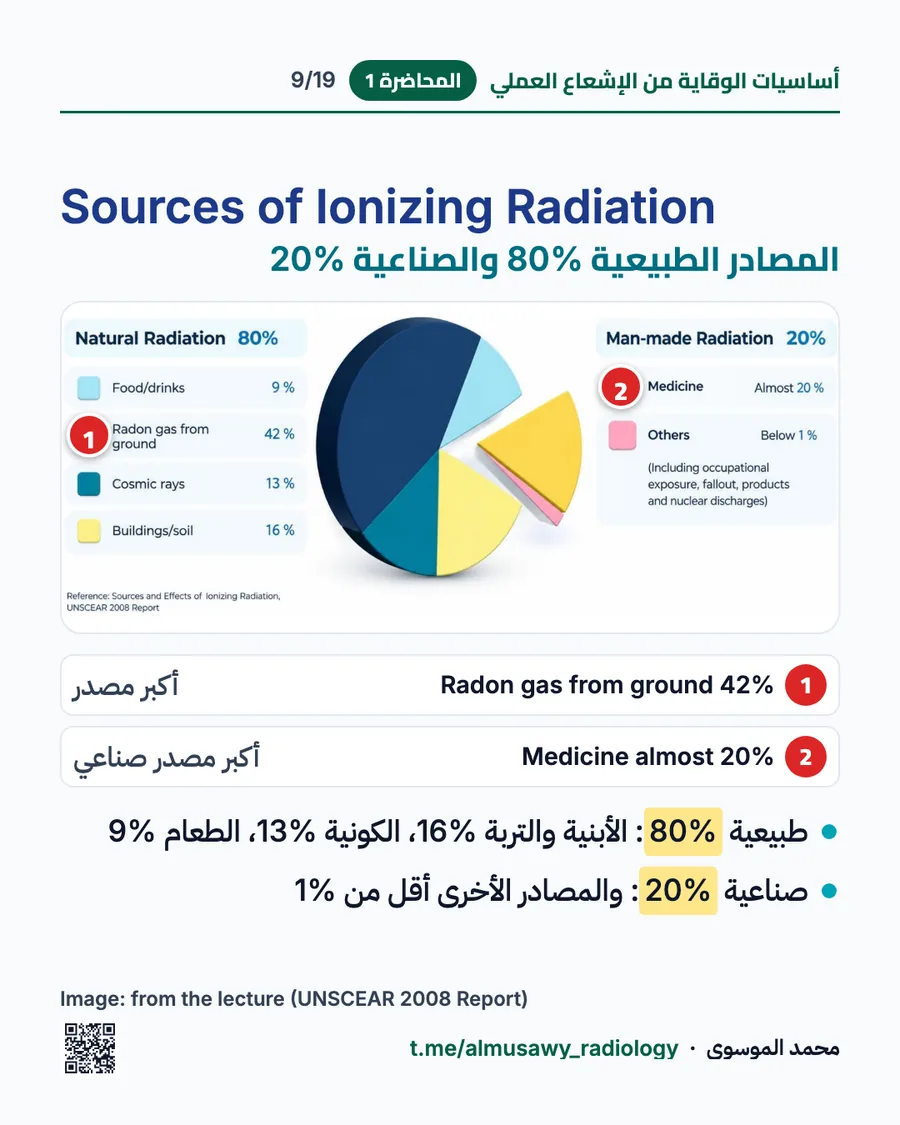 أساسيات الوقاية من الإشعاع العملي المحاضرة 1 9/19
Sources of Ionizing Radiation
المصادر الطبيعية 80% والصناعية 20%
Natural Radiation 80%
Food/drinks 9 %
1 Radon gas from
ground 42 %
Cosmic rays 13 %
Buildings/soil 16 %
Reference: Sources and Effects of Ionizing Radiation,
UNSCEAR 2008 Report
Man-made Radiation 20%
2 Medicine Almost 20 %
Others Below 1 %
(Including occupational
exposure, fallout, products
and nuclear discharges)
1 Radon gas from ground 42% أكبر مصدر
2 Medicine almost 20% أكبر مصدر صناعي
طبيعية 80%: الأبنية والتربة 16%، الكونية 13%، الطعام 9%
صناعية 20%: والمصادر الأخرى أقل من 1%
Image: from the lecture (UNSCEAR 2008 Report)
محمد الموسوي · t.me/almusawy_radiology